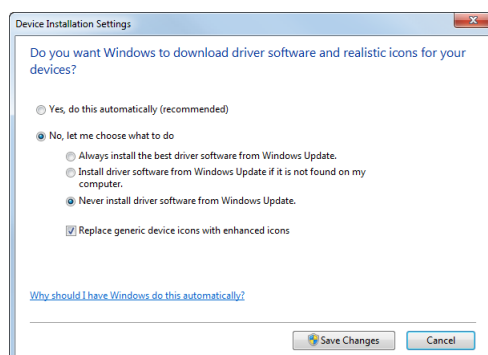 Device Installation Settings
Do you want Windows to download driver software and realistic icons for your
devices?
Yes, do this automatically (recommended)
No, let me choose what to do
Always install the best driver software from Windows Update.
Install driver software from Windows Update if it is not found on my
computer.
Never install driver software from Windows Update.
Replace generic device icons with enhanced icons
Why should I have Windows do this automatically?
Save Changes Cancel